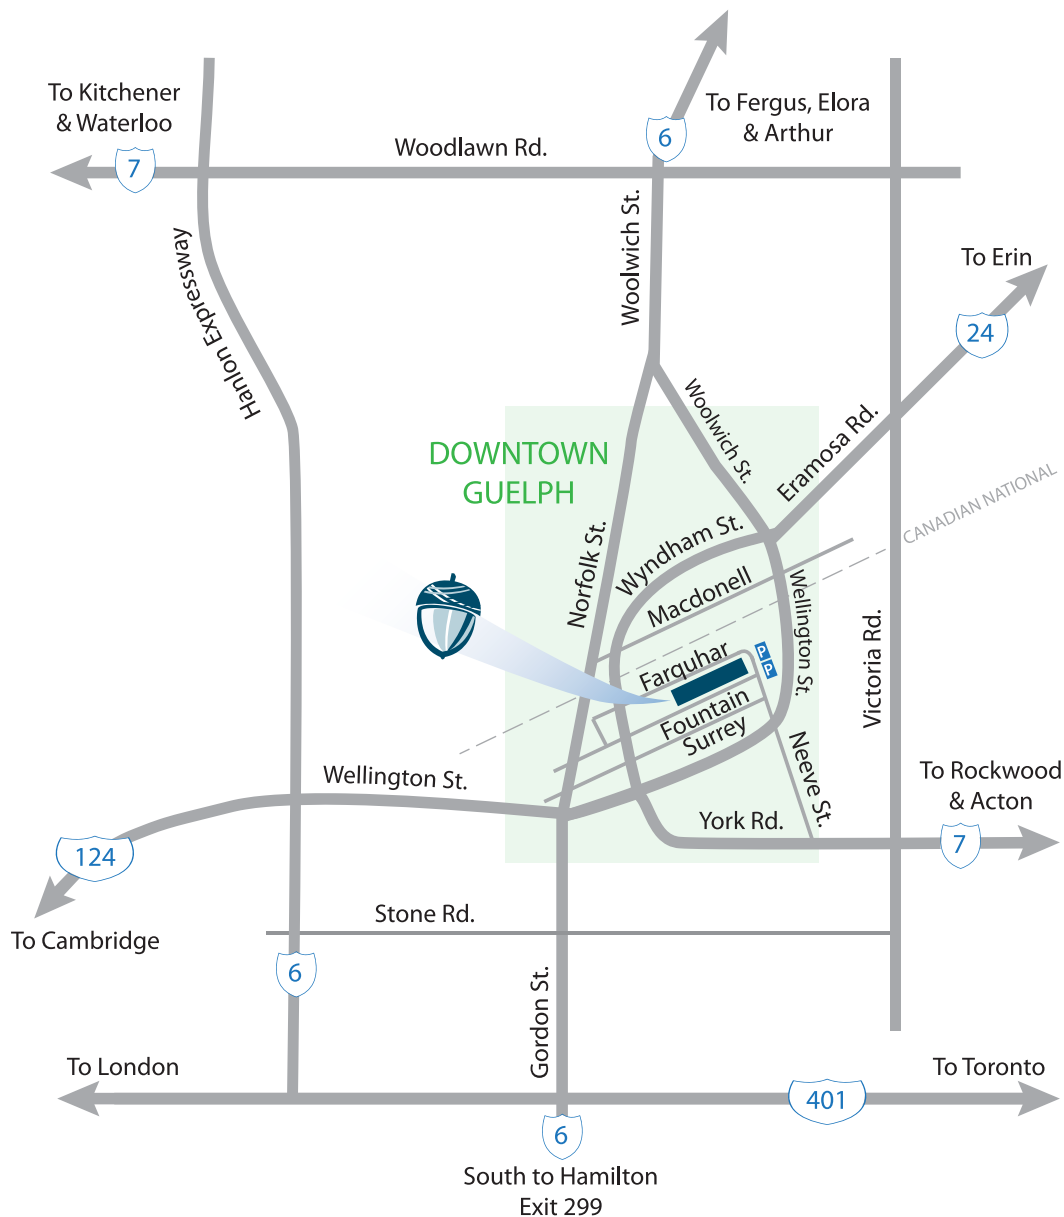 To Kitchener
& Waterloo
7
Woodlawn Rd.
6
To Fergus, Elora
& Arthur
Woolwich St.
Hanlon Expressway
To Erin
24
Woolwich St.
Eramosa Rd.
DOWNTOWN
GUELPH
CANADIAN NATIONAL
Norfolk St.
Wyndham St.
Macdonell
Wellington St.
Victoria Rd.
Farquhar
P
P
Fountain
Surrey
Neeve St.
Wellington St.
York Rd.
To Rockwood
& Acton
7
124
To Cambridge
Stone Rd.
6
Gordon St.
To London
To Toronto
401
6
South to Hamilton
Exit 299